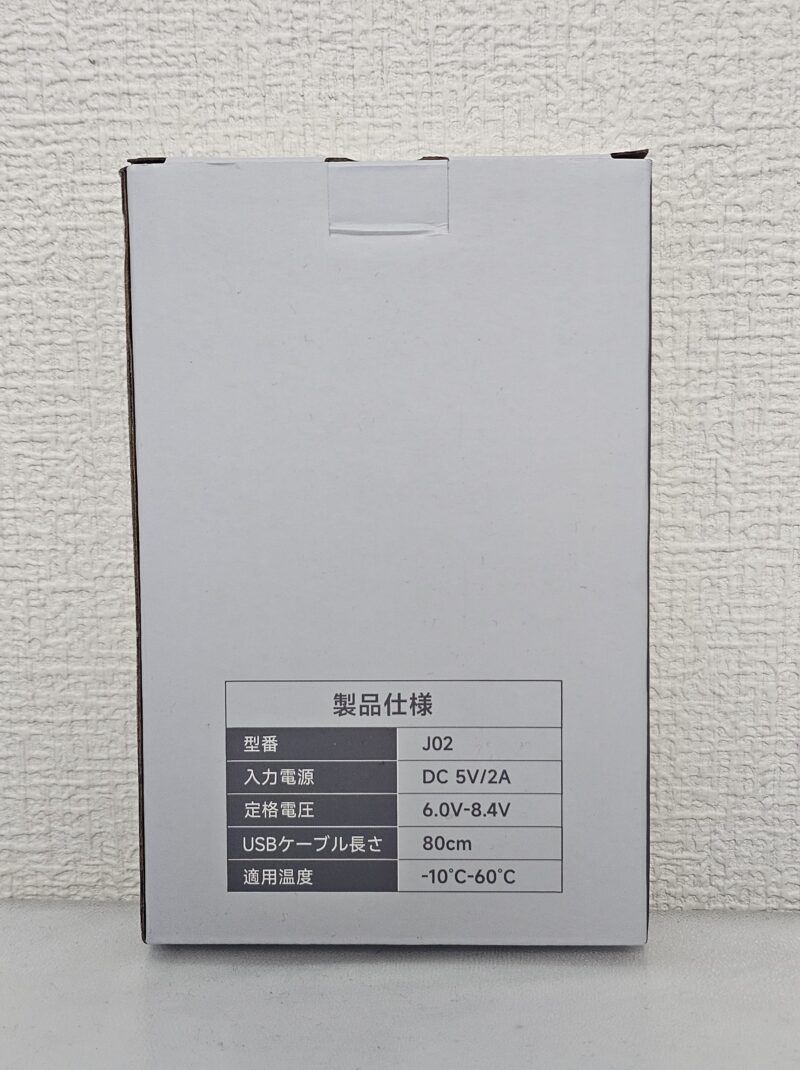 製品仕様
型番 J02
入力電源 DC 5V/2A
定格電圧 6.0V-8.4V
USBケーブル長さ 80cm
適用温度 -10°C-60°C